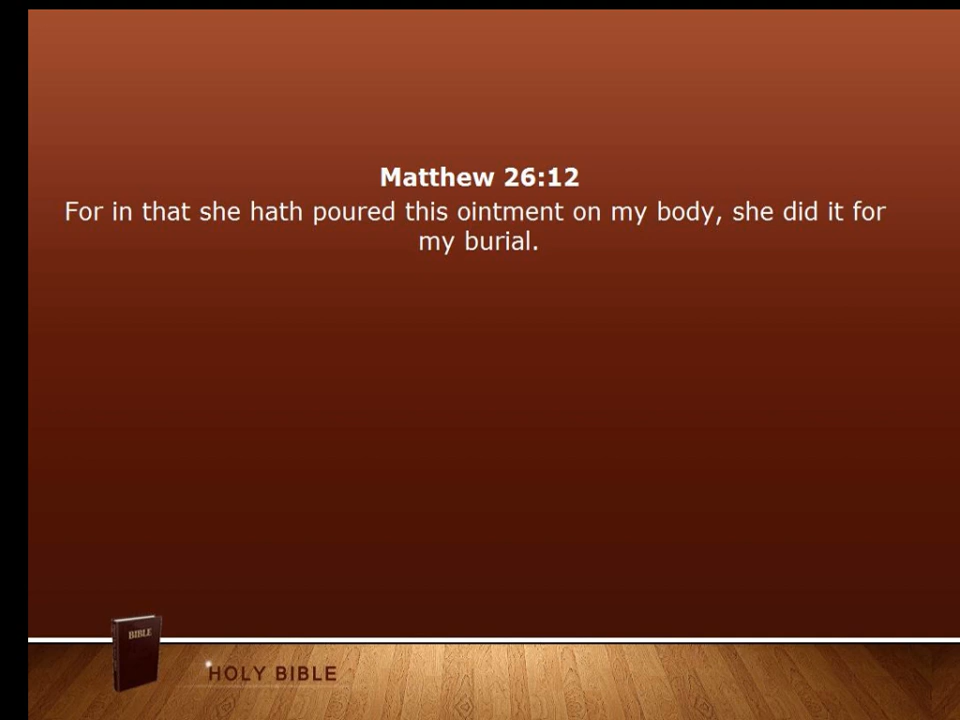 Matthew 26:12
For in that she hath poured this ointment on my body, she did it for
my burial.
BIBLE
HOLY BIBLE